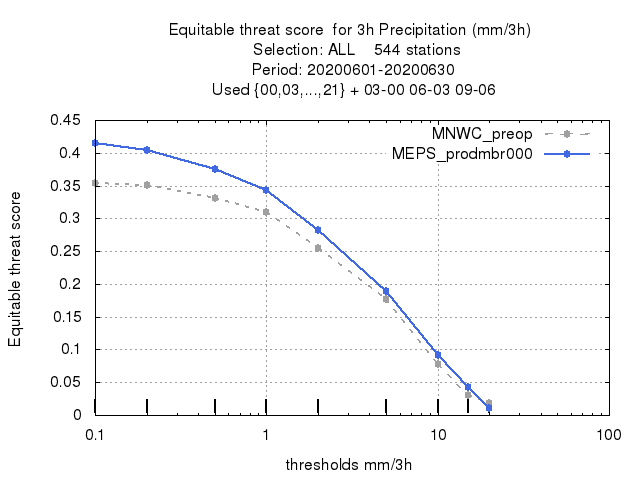 Equitable threat score for 3h Precipitation (mm/3h)
Selection: ALL 544 stations
Period: 20200601-20200630
Used {00,03,...,21} + 03-00 06-03 09-06
MNWC_preop
MEPS_prodmbr000
Equitable threat score
0.45
0.4
0.35
0.3
0.25
0.2
0.15
0.1
0.05
0
0.1 1 10 100
thresholds mm/3h